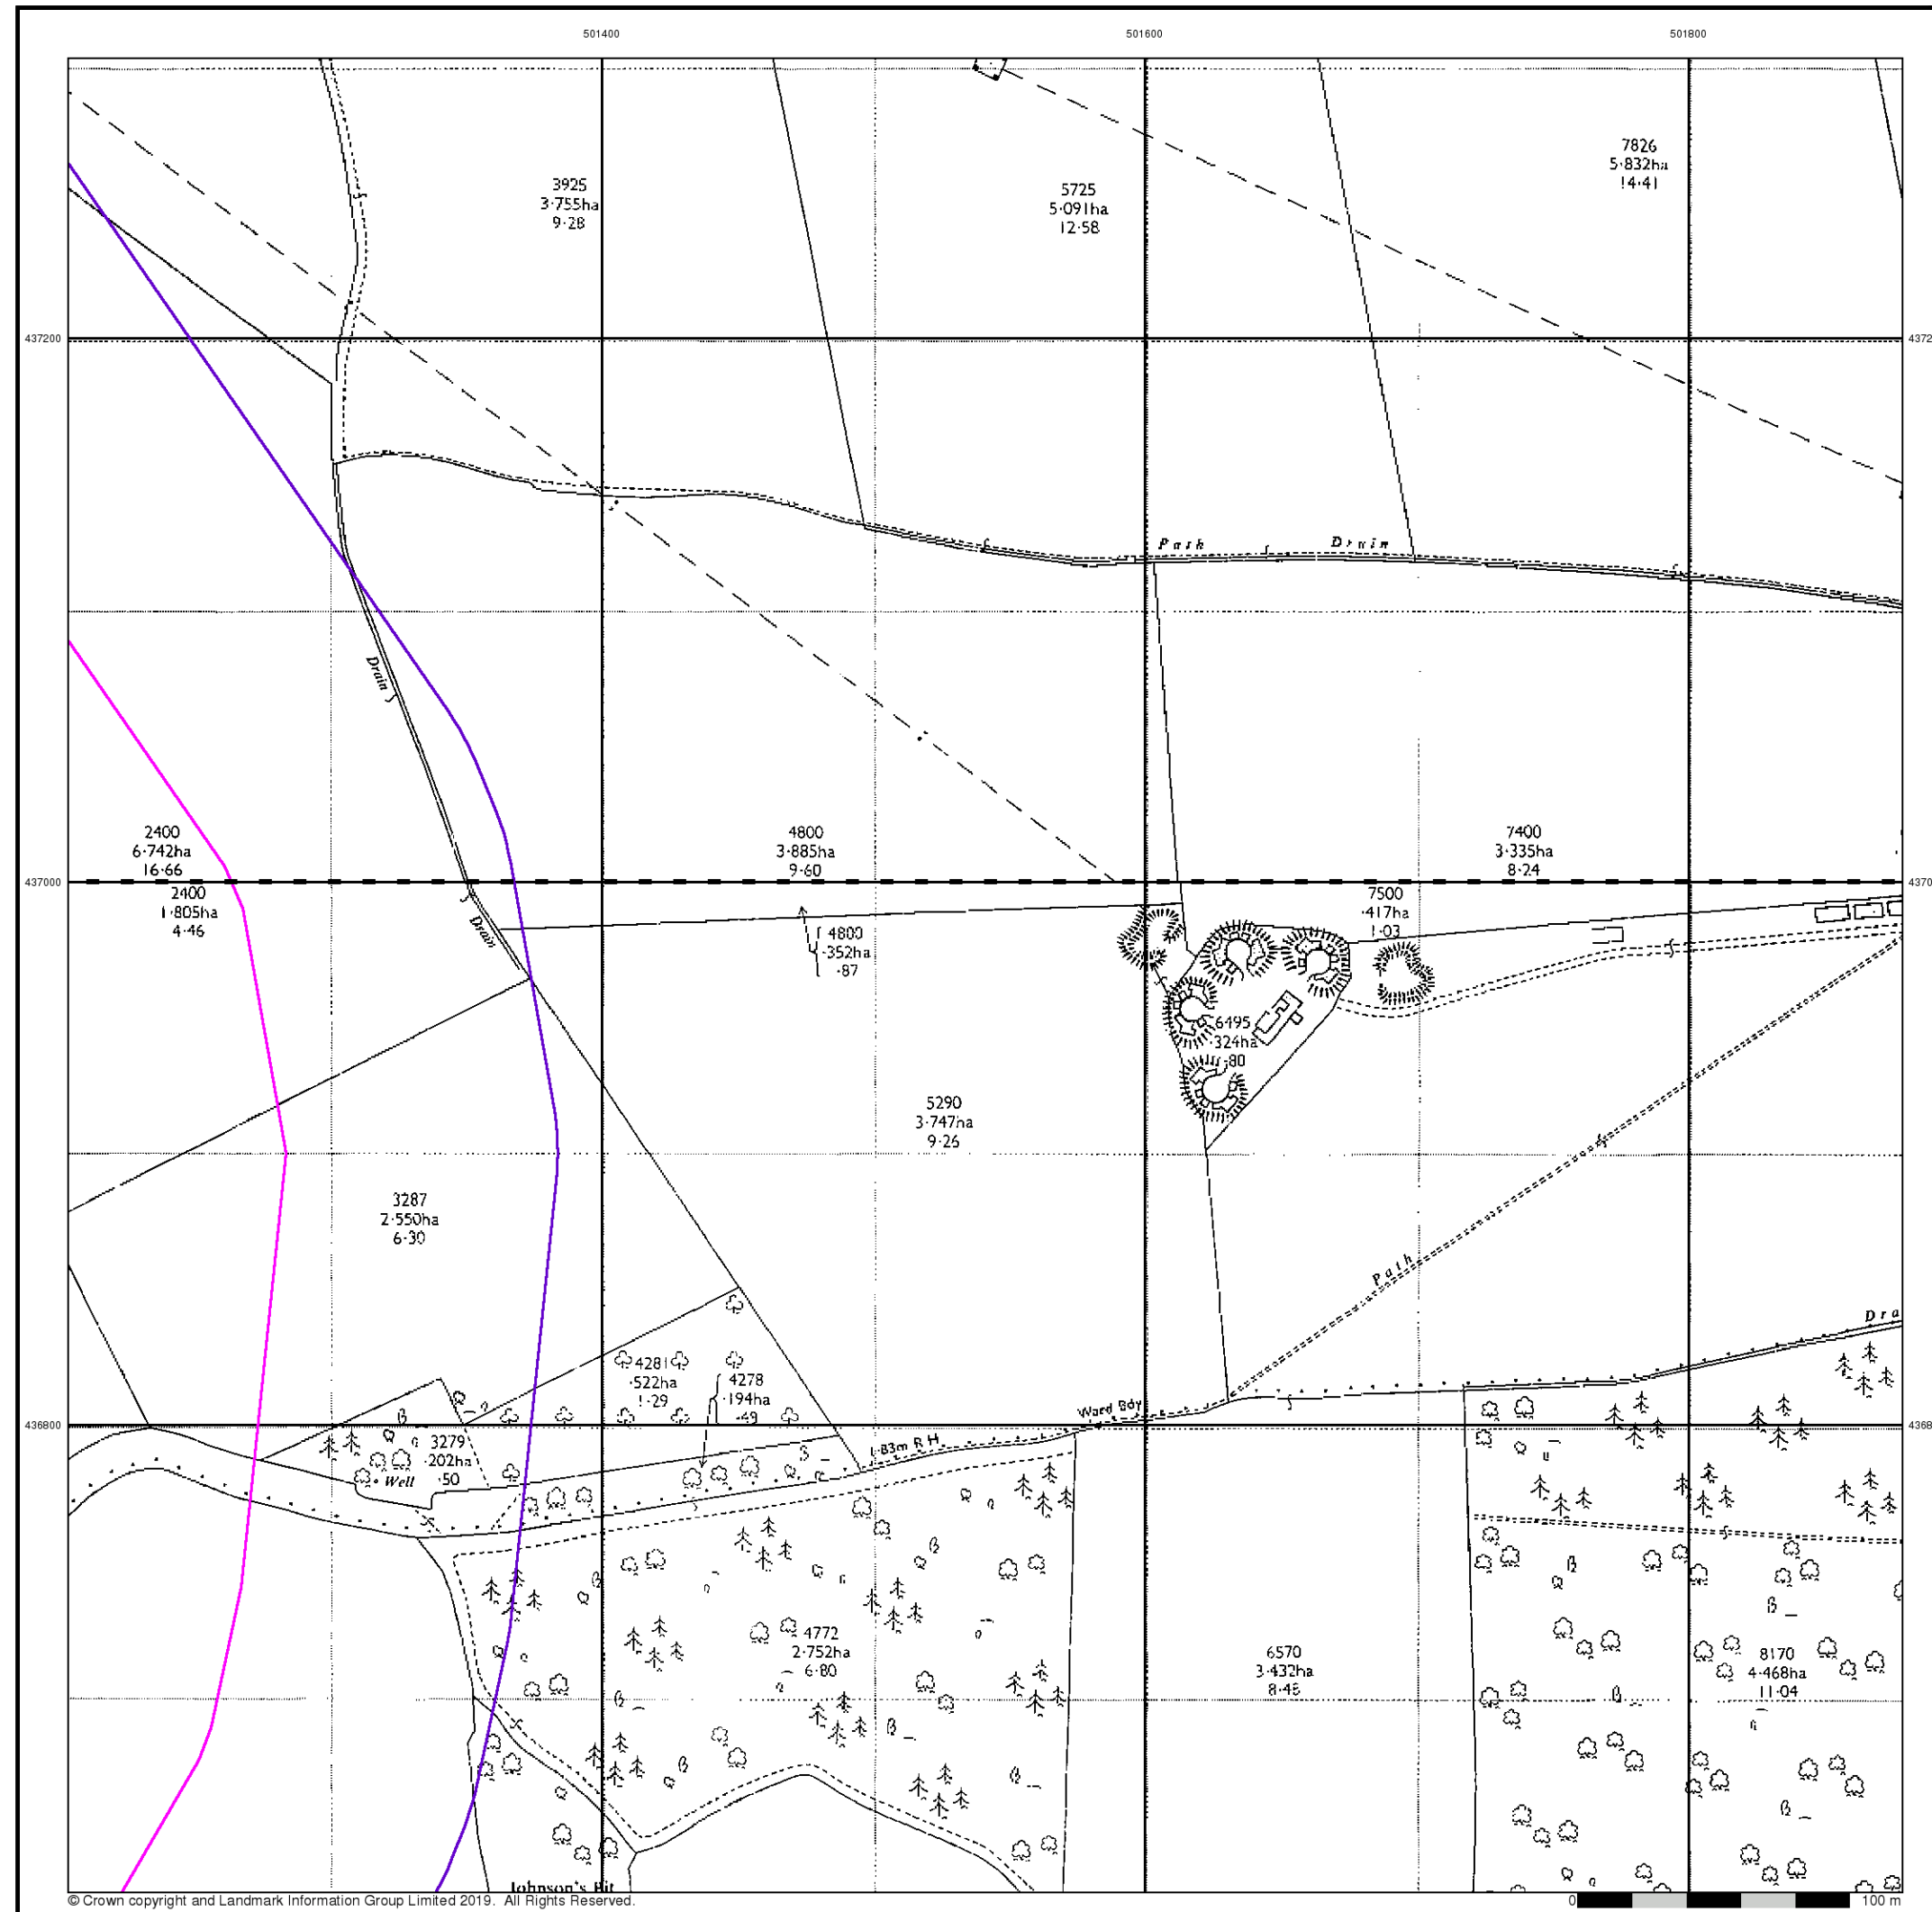 501400
501600
501800
7826
5·832ha
14·41
3925
3·755ha
9·28
5725
5·091ha
12·58
437200
4372
Path
Drain
Drain
2400
6·742ha
16·66
4800
3·885ha
9·60
7400
3·335ha
8·24
437000
4370
2400
1·805ha
4·46
7500
·417ha
1·03
Drain
4800
·352ha
·87
6495
·324ha
·80
5290
3·747ha
9·26
3287
2·550ha
6·30
Path
Dra
4281
·522ha
1·29
4278
·194ha
·48
Ward Bdy
436800
4368
3279
·202ha
·50
Well
1·83m RH
4772
2·752ha
6·80
6570
3·432ha
8·48
8170
4·468ha
11·04
Johnson's Pit
© Crown copyright and Landmark Information Group Limited 2019. All Rights Reserved.
0
100 m